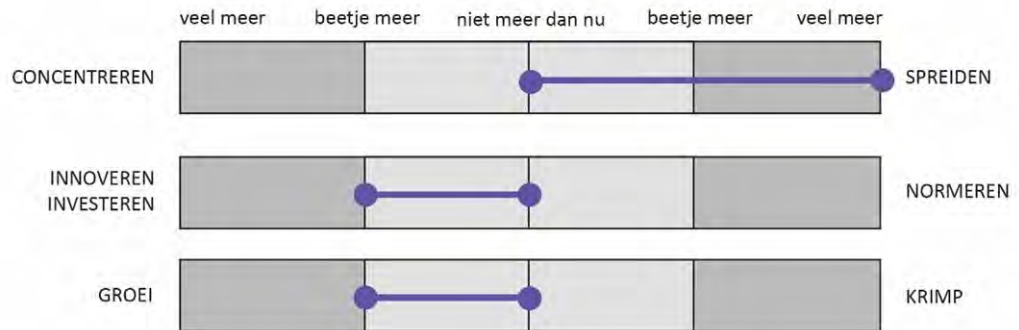 veel meer beetje meer niet meer dan nu beetje meer veel meer
CONCENTREREN SPREIDEN
INNOVEREN
INVESTEREN NORMEREN
GROEI KRIMP